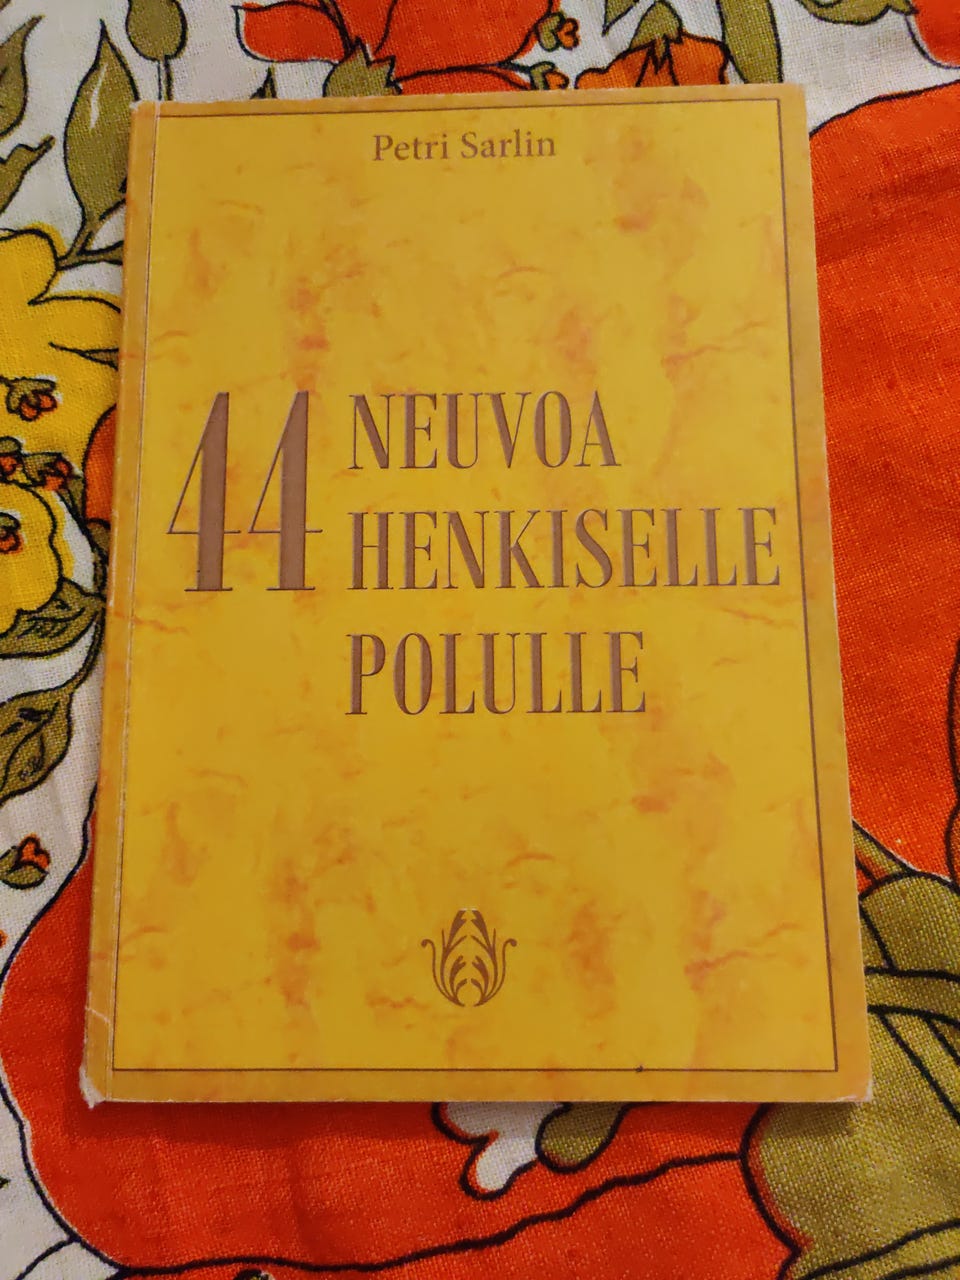 Petri Sarlin
44 NEUVOA
HENKISELLE
POLULLE